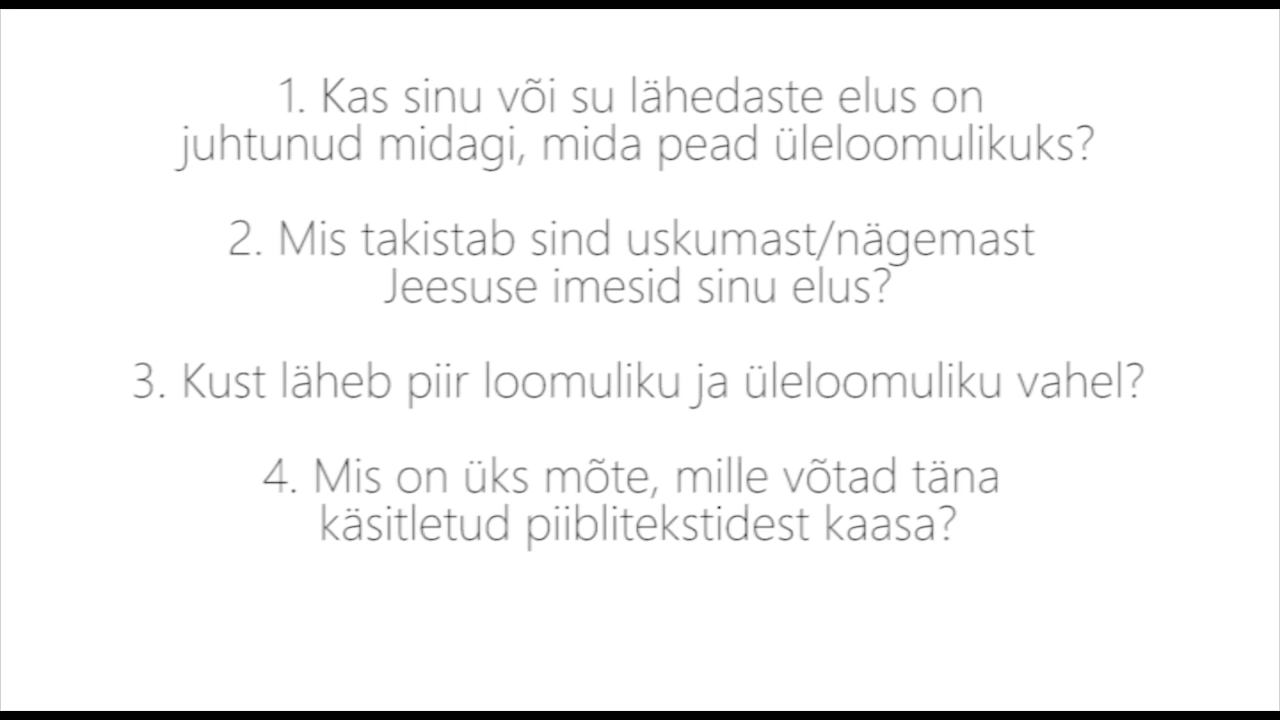 1. Kas sinu või su lähedaste elus on
juhtunud midagi, mida pead üleloomulikuks?
2. Mis takistab sind uskumast/nägemast
Jeesuse imesid sinu elus?
3. Kust läheb piir loomuliku ja üleloomuliku vahel?
4. Mis on üks mõte, mille võtad täna
käsitletud piiblitekstidest kaasa?